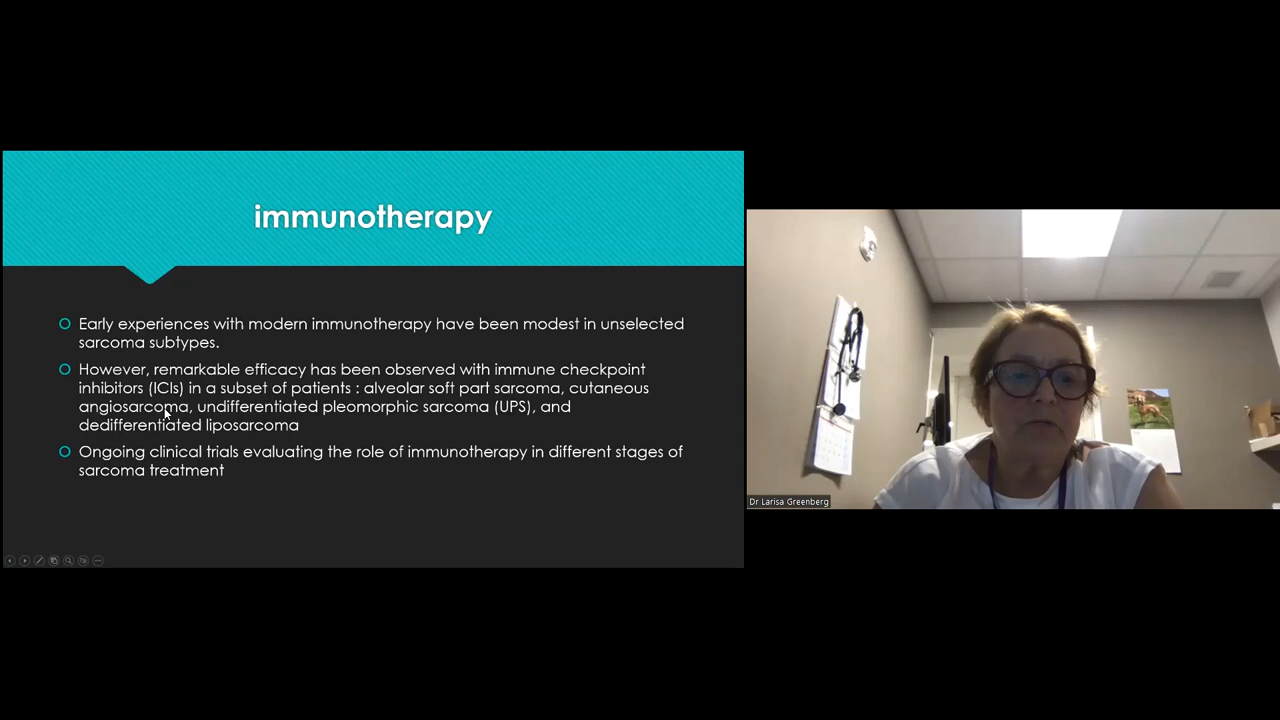 immunotherapy
Early experiences with modern immunotherapy have been modest in unselected
sarcoma subtypes.
However, remarkable efficacy has been observed with immune checkpoint
inhibitors (ICIs) in a subset of patients : alveolar soft part sarcoma, cutaneous
angiosarcoma, undifferentiated pleomorphic sarcoma (UPS), and
dedifferentiated liposarcoma
Ongoing clinical trials evaluating the role of immunotherapy in different stages of
sarcoma treatment
Dr Larisa Greenberg